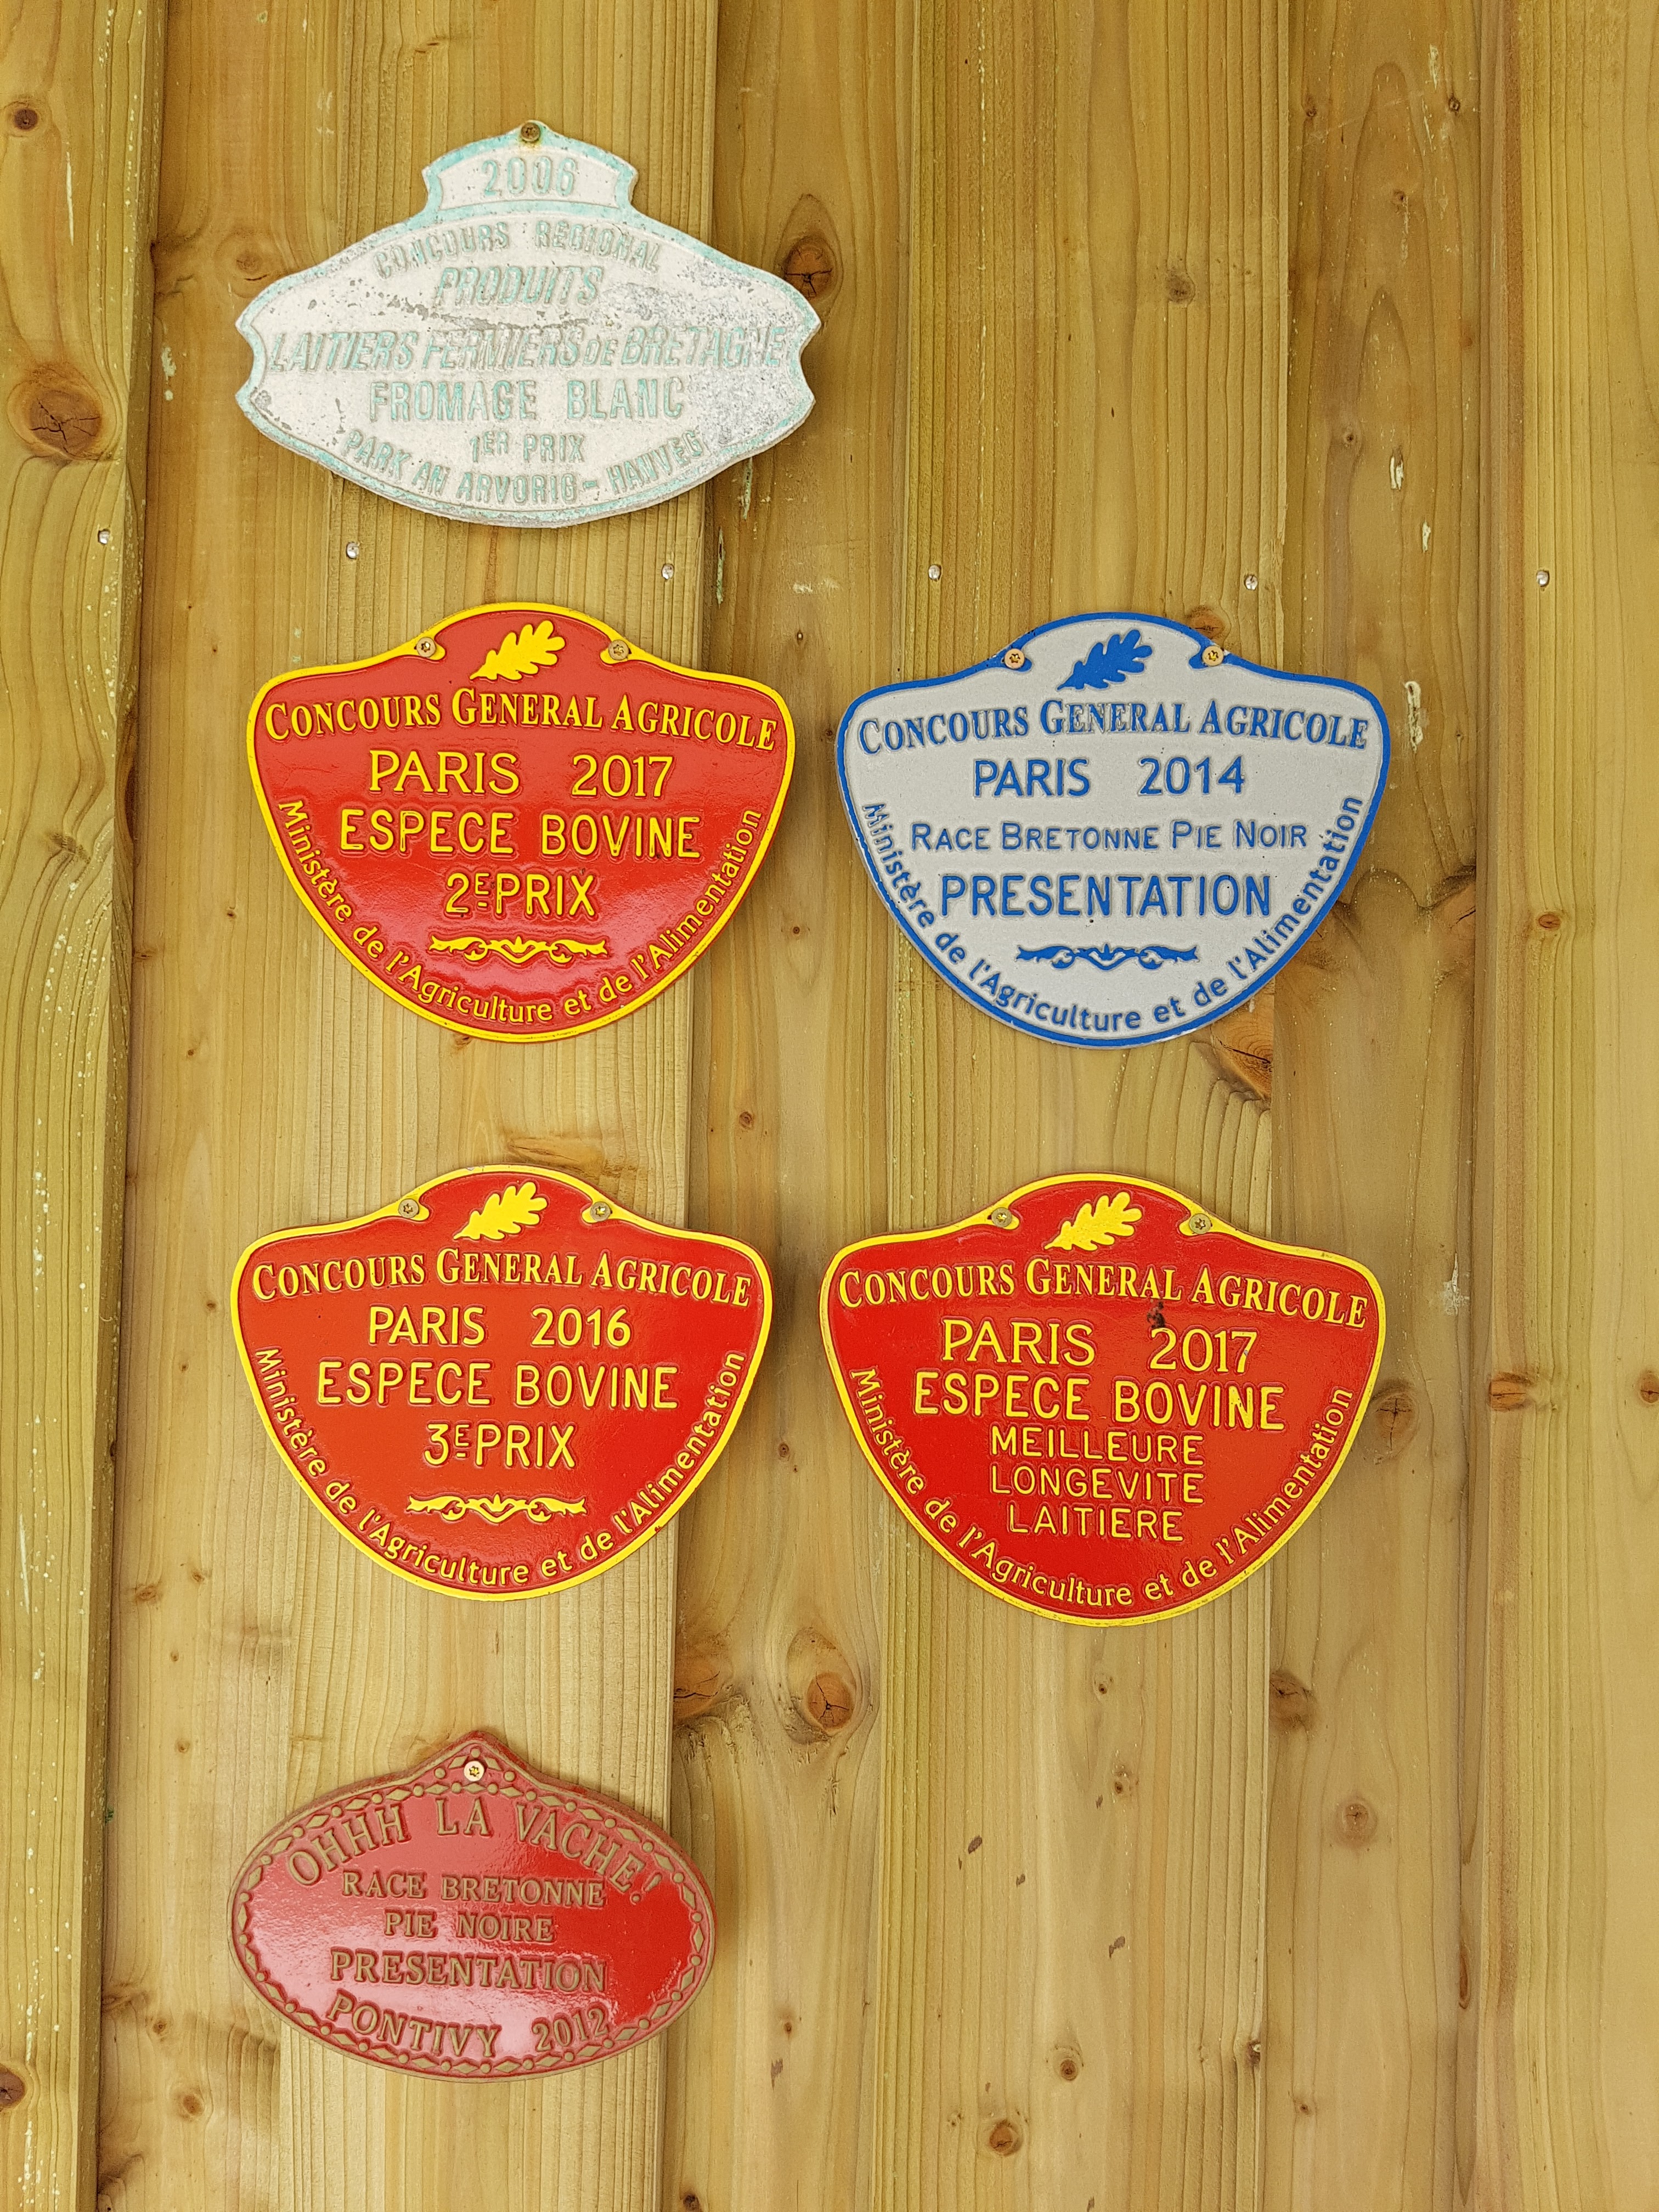 2006
CONCOURS REGIONAL
PRODUITS
LAITIERS FERMIERS DE BRETAGNE
FROMAGE BLANC
1ER PRIX
PARK AN ARVORIG - HANVEC
CONCOURS GENERAL AGRICOLE
PARIS 2017
ESPECE BOVINE
2E PRIX
Ministère de l'Agriculture et de l'Alimentation
CONCOURS GENERAL AGRICOLE
PARIS 2014
RACE BRETONNE PIE NOIR
PRESENTATION
Ministère de l'Agriculture et de l'Alimentation
CONCOURS GENERAL AGRICOLE
PARIS 2016
ESPECE BOVINE
3E PRIX
Ministère de l'Agriculture et de l'Alimentation
CONCOURS GENERAL AGRICOLE
PARIS 2017
ESPECE BOVINE
MEILLEURE
LONGEVITE
LAITIERE
Ministère de l'Agriculture et de l'Alimentation
OHHH LA VACHE!
RACE BRETONNE
PIE NOIRE
PRESENTATION
PONTIVY 2012